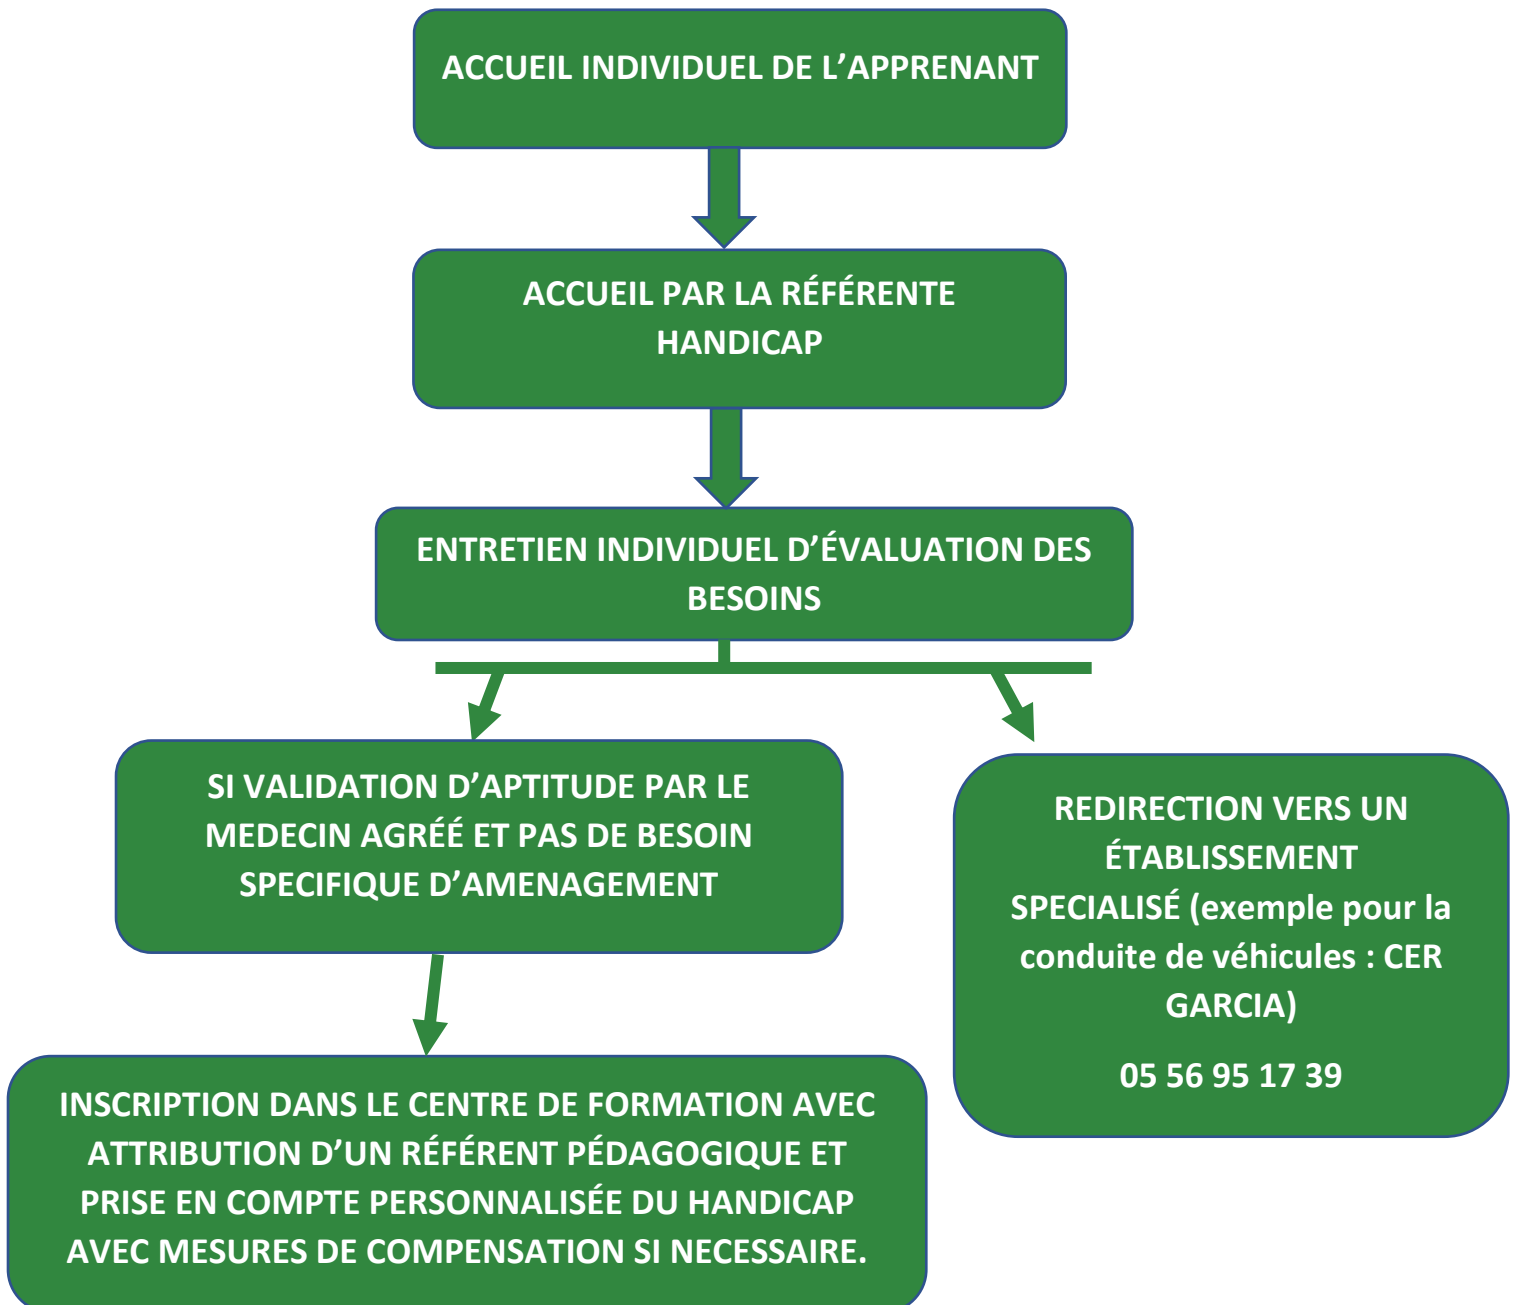 ACCUEIL INDIVIDUEL DE L’APPRENANT
ACCUEIL PAR LA RÉFÉRENTE
HANDICAP
ENTRETIEN INDIVIDUEL D’ÉVALUATION DES
BESOINS
SI VALIDATION D’APTITUDE PAR LE
MEDECIN AGRÉÉ ET PAS DE BESOIN
SPECIFIQUE D’AMENAGEMENT
REDIRECTION VERS UN
ÉTABLISSEMENT
SPECIALISÉ (exemple pour la
conduite de véhicules : CER
GARCIA)
05 56 95 17 39
INSCRIPTION DANS LE CENTRE DE FORMATION AVEC
ATTRIBUTION D’UN RÉFÉRENT PÉDAGOGIQUE ET
PRISE EN COMPTE PERSONNALISÉE DU HANDICAP
AVEC MESURES DE COMPENSATION SI NECESSAIRE.